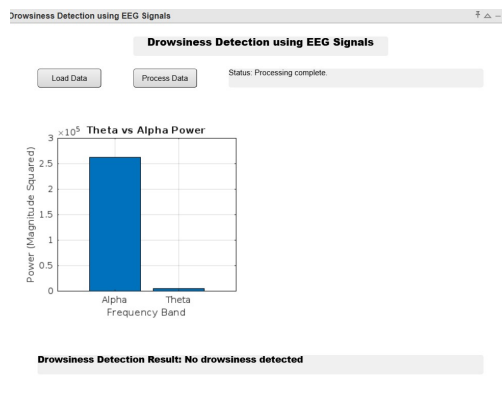 Drowsiness Detection using EEG Signals
Drowsiness Detection using EEG Signals
Load Data
Process Data
Status: Processing complete.
×10⁵ Theta vs Alpha Power
3
2.5
2
1.5
1
0.5
0
Power (Magnitude Squared)
Alpha Theta
Frequency Band
Drowsiness Detection Result: No drowsiness detected